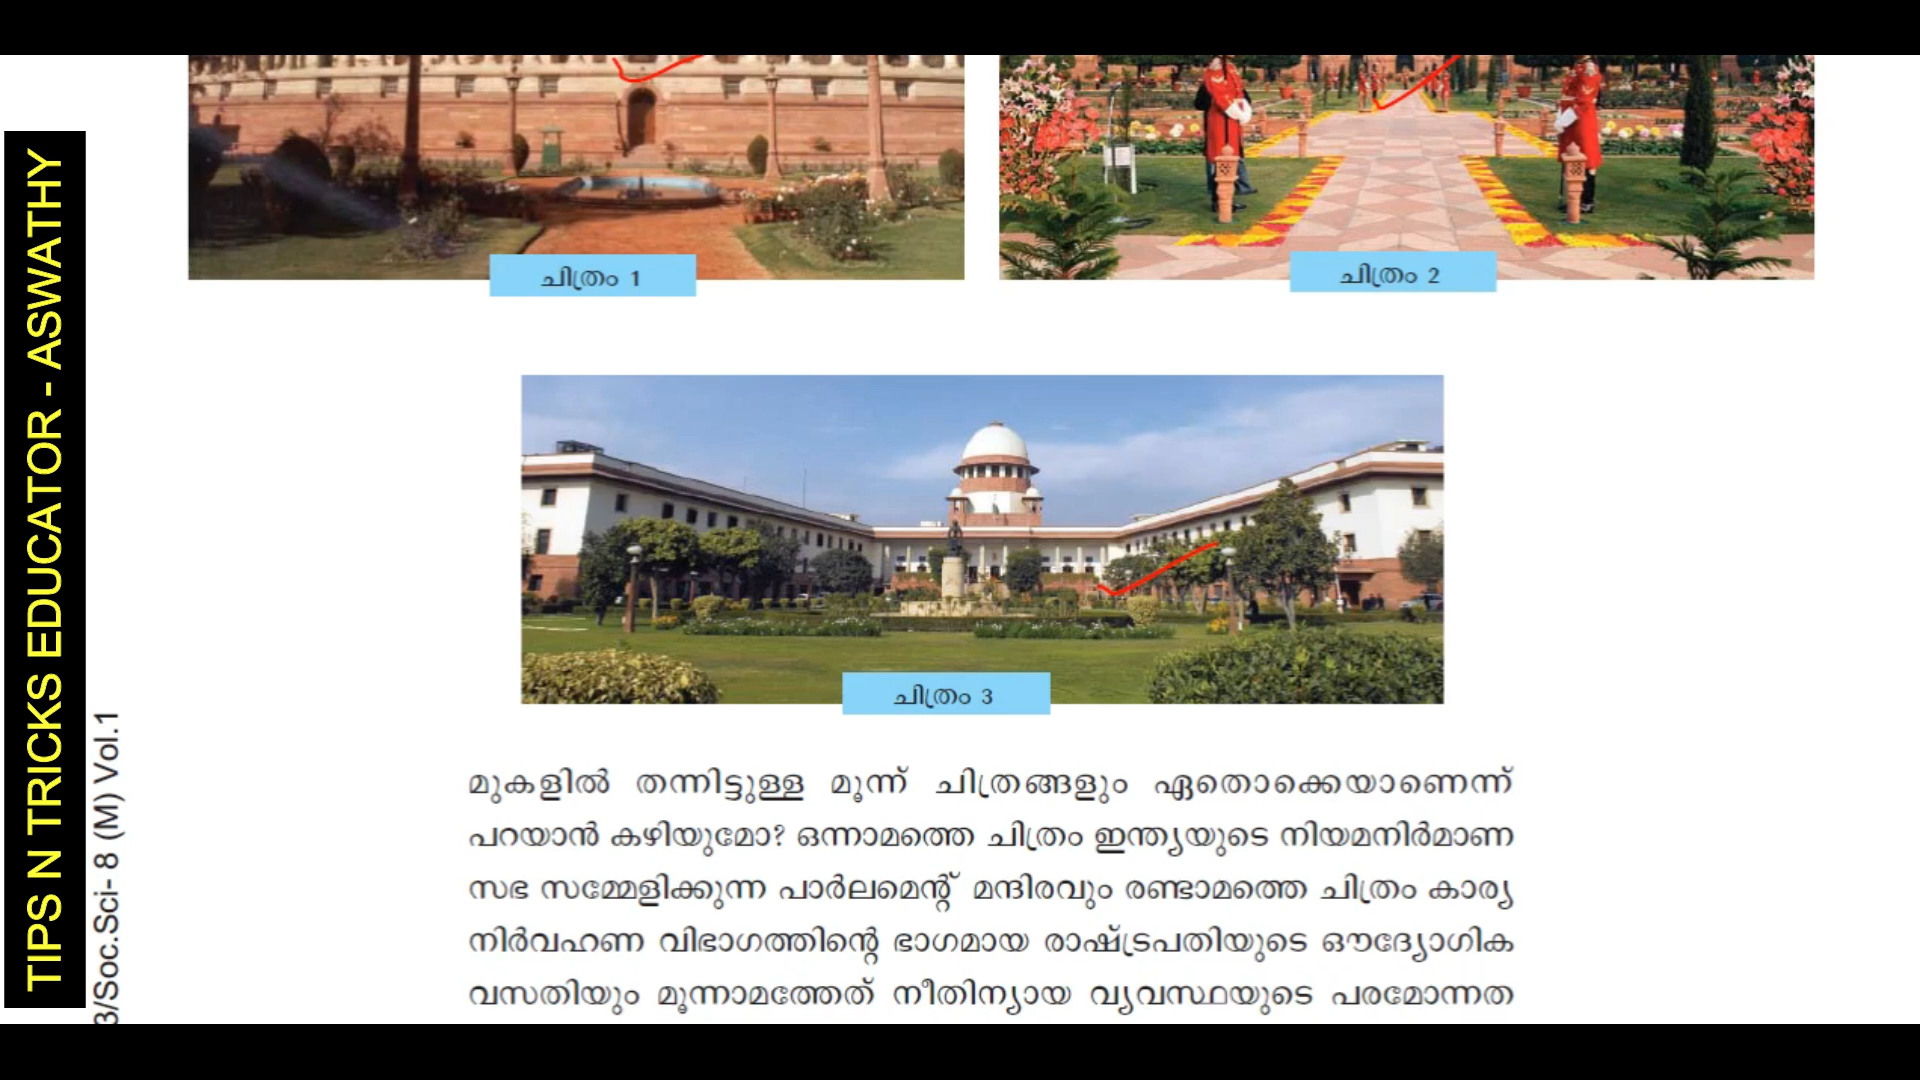 ചിത്രം 1
ചിത്രം 2
ചിത്രം 3
മുകളിൽ തന്നിട്ടുള്ള മൂന്ന് ചിത്രങ്ങളും ഏതൊക്കെയാണെന്ന്
പറയാൻ കഴിയുമോ? ഒന്നാമത്തെ ചിത്രം ഇന്ത്യയുടെ നിയമനിർമാണ
സഭ സമ്മേളിക്കുന്ന പാർലമെന്റ് മന്ദിരവും രണ്ടാമത്തെ ചിത്രം കാര്യ
നിർവഹണ വിഭാഗത്തിന്റെ ഭാഗമായ രാഷ്ട്രപതിയുടെ ഔദ്യോഗിക
വസതിയും മൂന്നാമത്തേത് നീതിന്യായ വ്യവസ്ഥയുടെ പരമോന്നത
TIPS N TRICKS EDUCATOR - ASWATHY
3/Soc.Sci- 8 (M) Vol.1